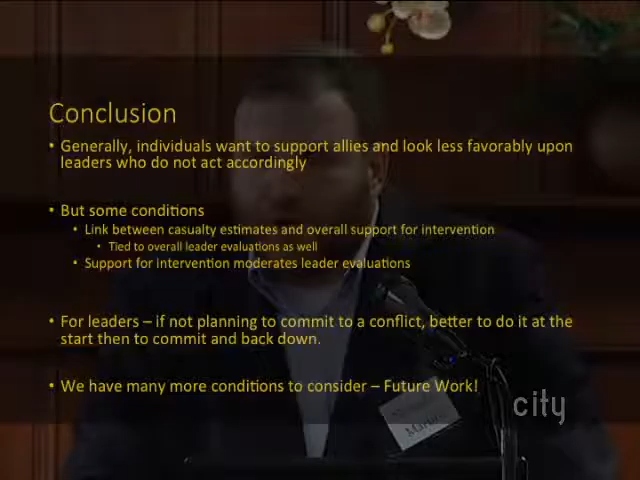 Conclusion
• Generally, individuals want to support allies and look less favorably upon
leaders who do not act accordingly
• But some conditions
• Link between casualty estimates and overall support for intervention
• Tied to overall leader evaluations as well
• Support for intervention moderates leader evaluations
• For leaders – if not planning to commit to a conflict, better to do it at the
start then to commit and back down.
• We have many more conditions to consider – Future Work!
city